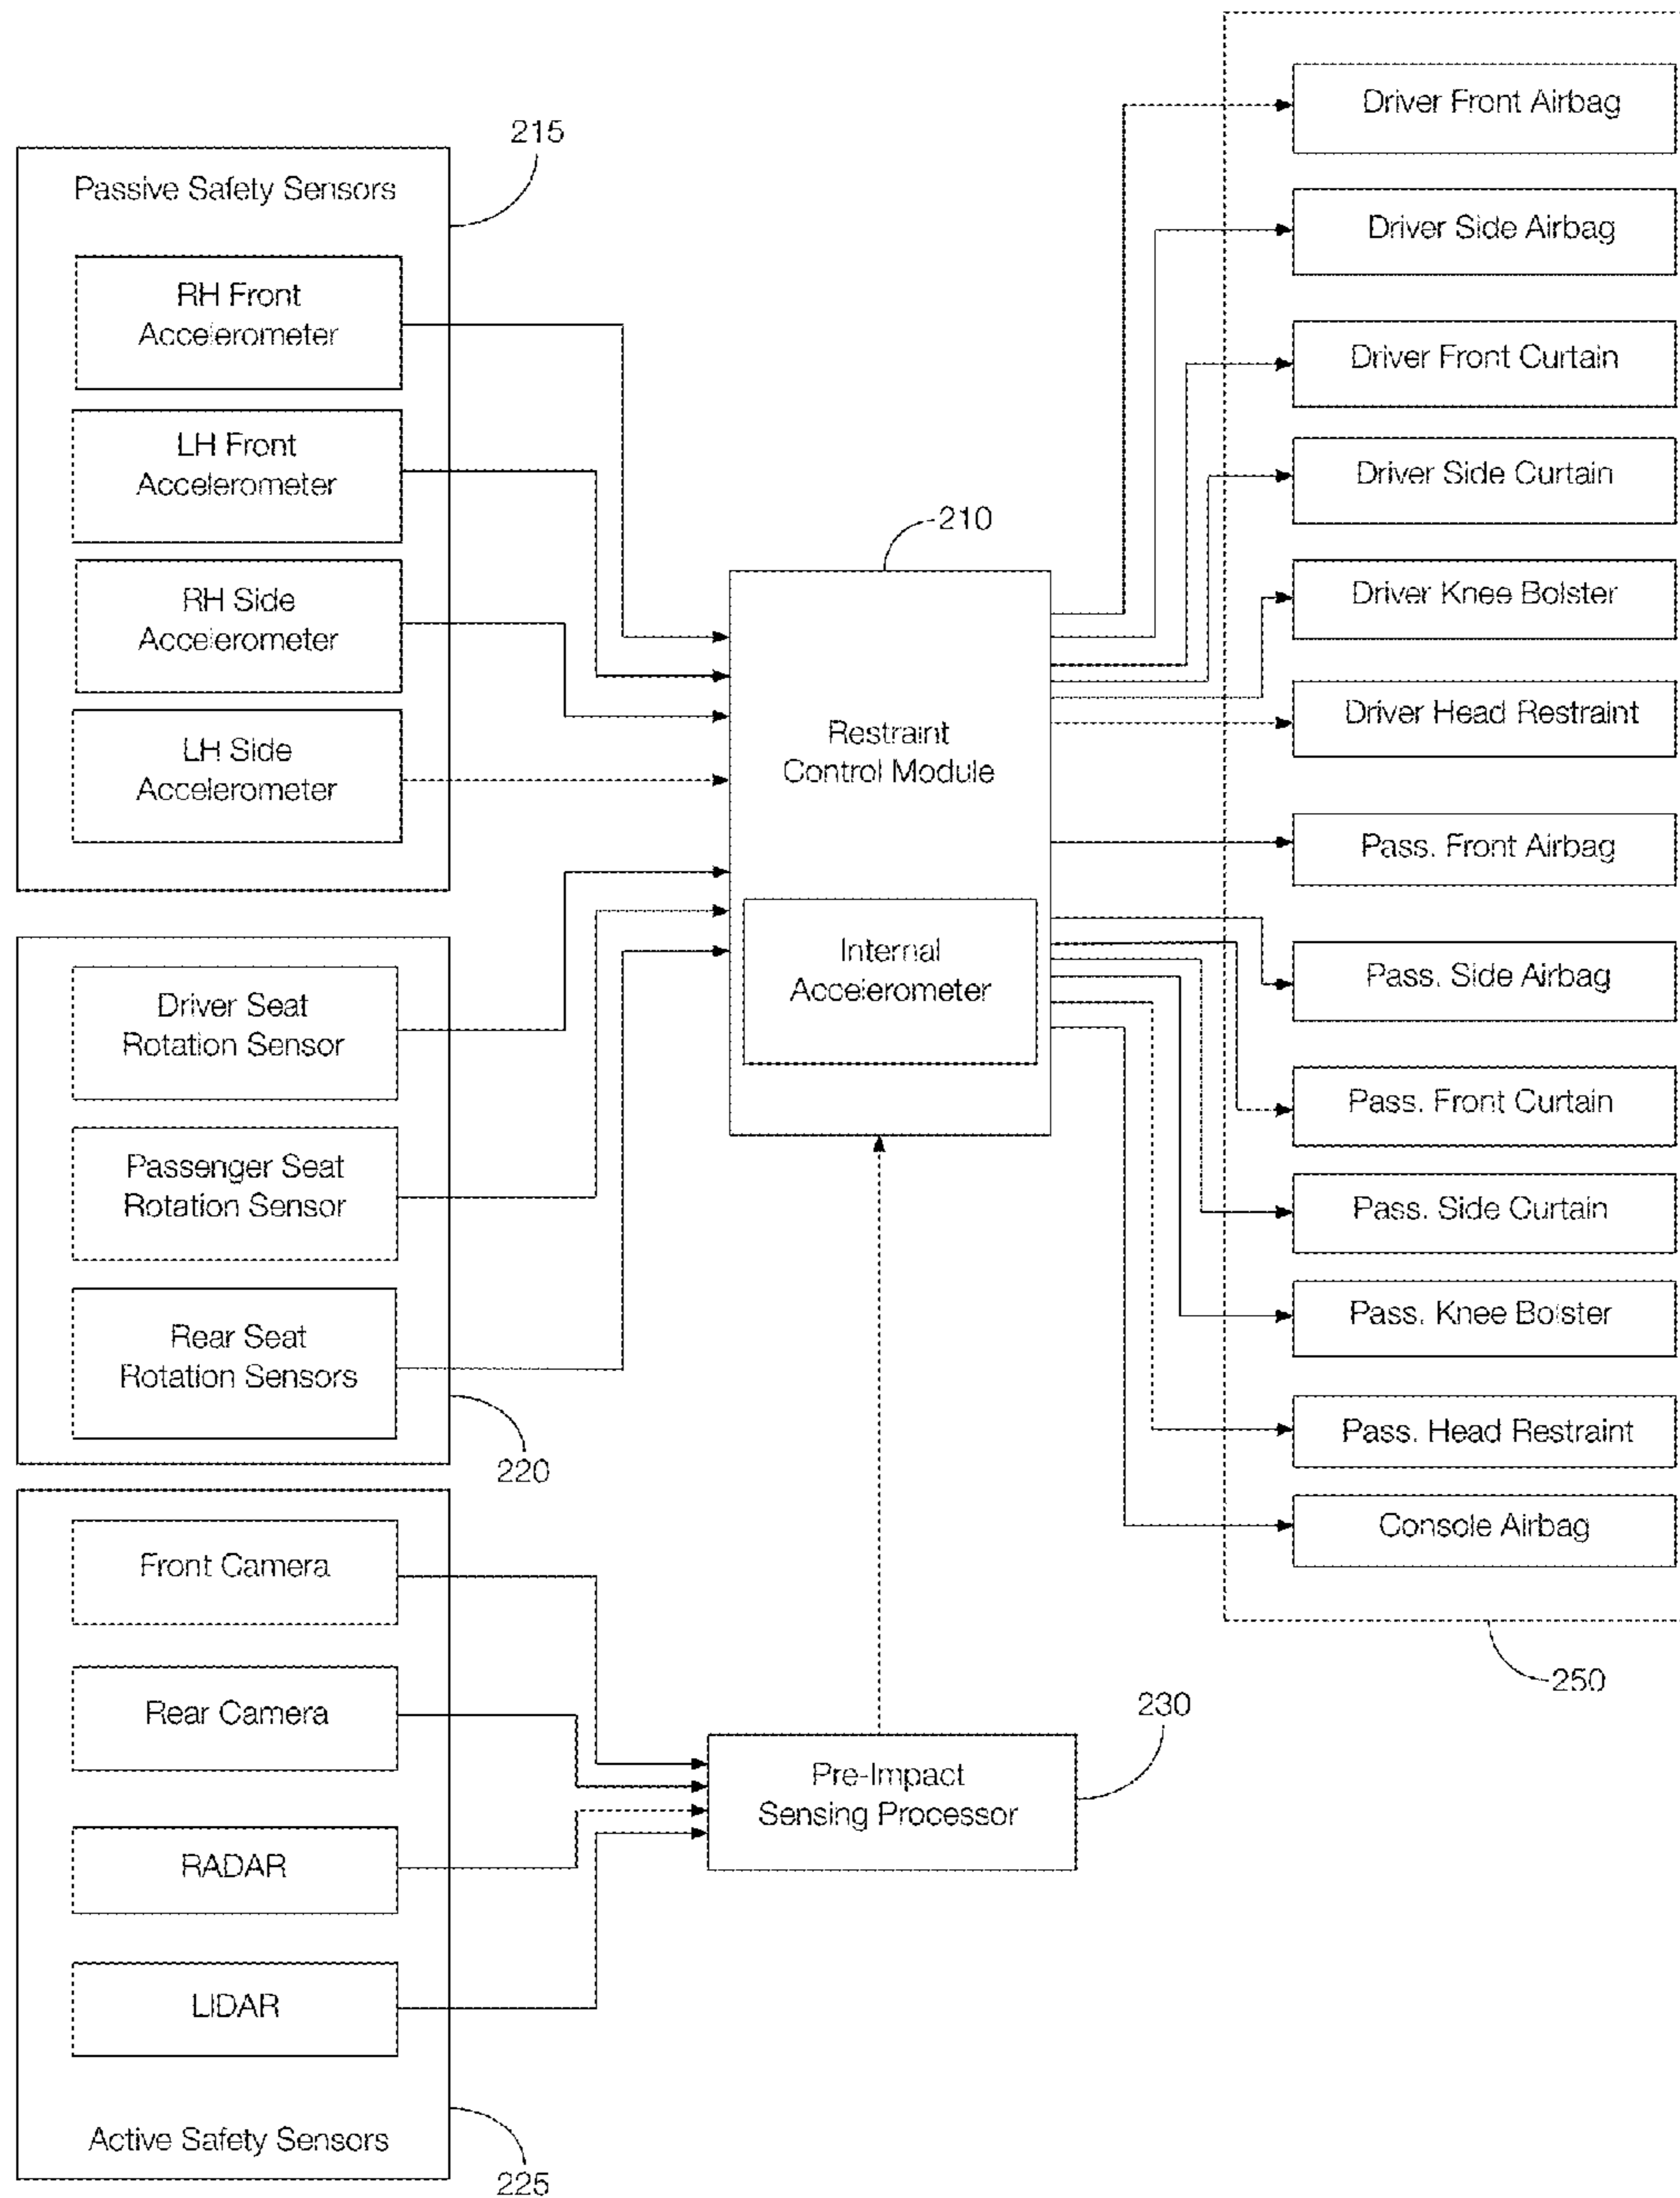 215
Passive Safety Sensors
RH Front
Accelerometer
LH Front
Accelerometer
RH Side
Accelerometer
LH Side
Accelerometer
Driver Seat
Rotation Sensor
Passenger Seat
Rotation Sensor
Rear Seat
Rotation Sensors
220
Front Camera
Rear Camera
RADAR
LIDAR
Active Safety Sensors
225
210
Restraint
Control Module
Internal
Accelerometer
230
Pre-Impact
Sensing Processor
Driver Front Airbag
Driver Side Airbag
Driver Front Curtain
Driver Side Curtain
Driver Knee Bolster
Driver Head Restraint
Pass. Front Airbag
Pass. Side Airbag
Pass. Front Curtain
Pass. Side Curtain
Pass. Knee Bolster
Pass. Head Restraint
Console Airbag
250